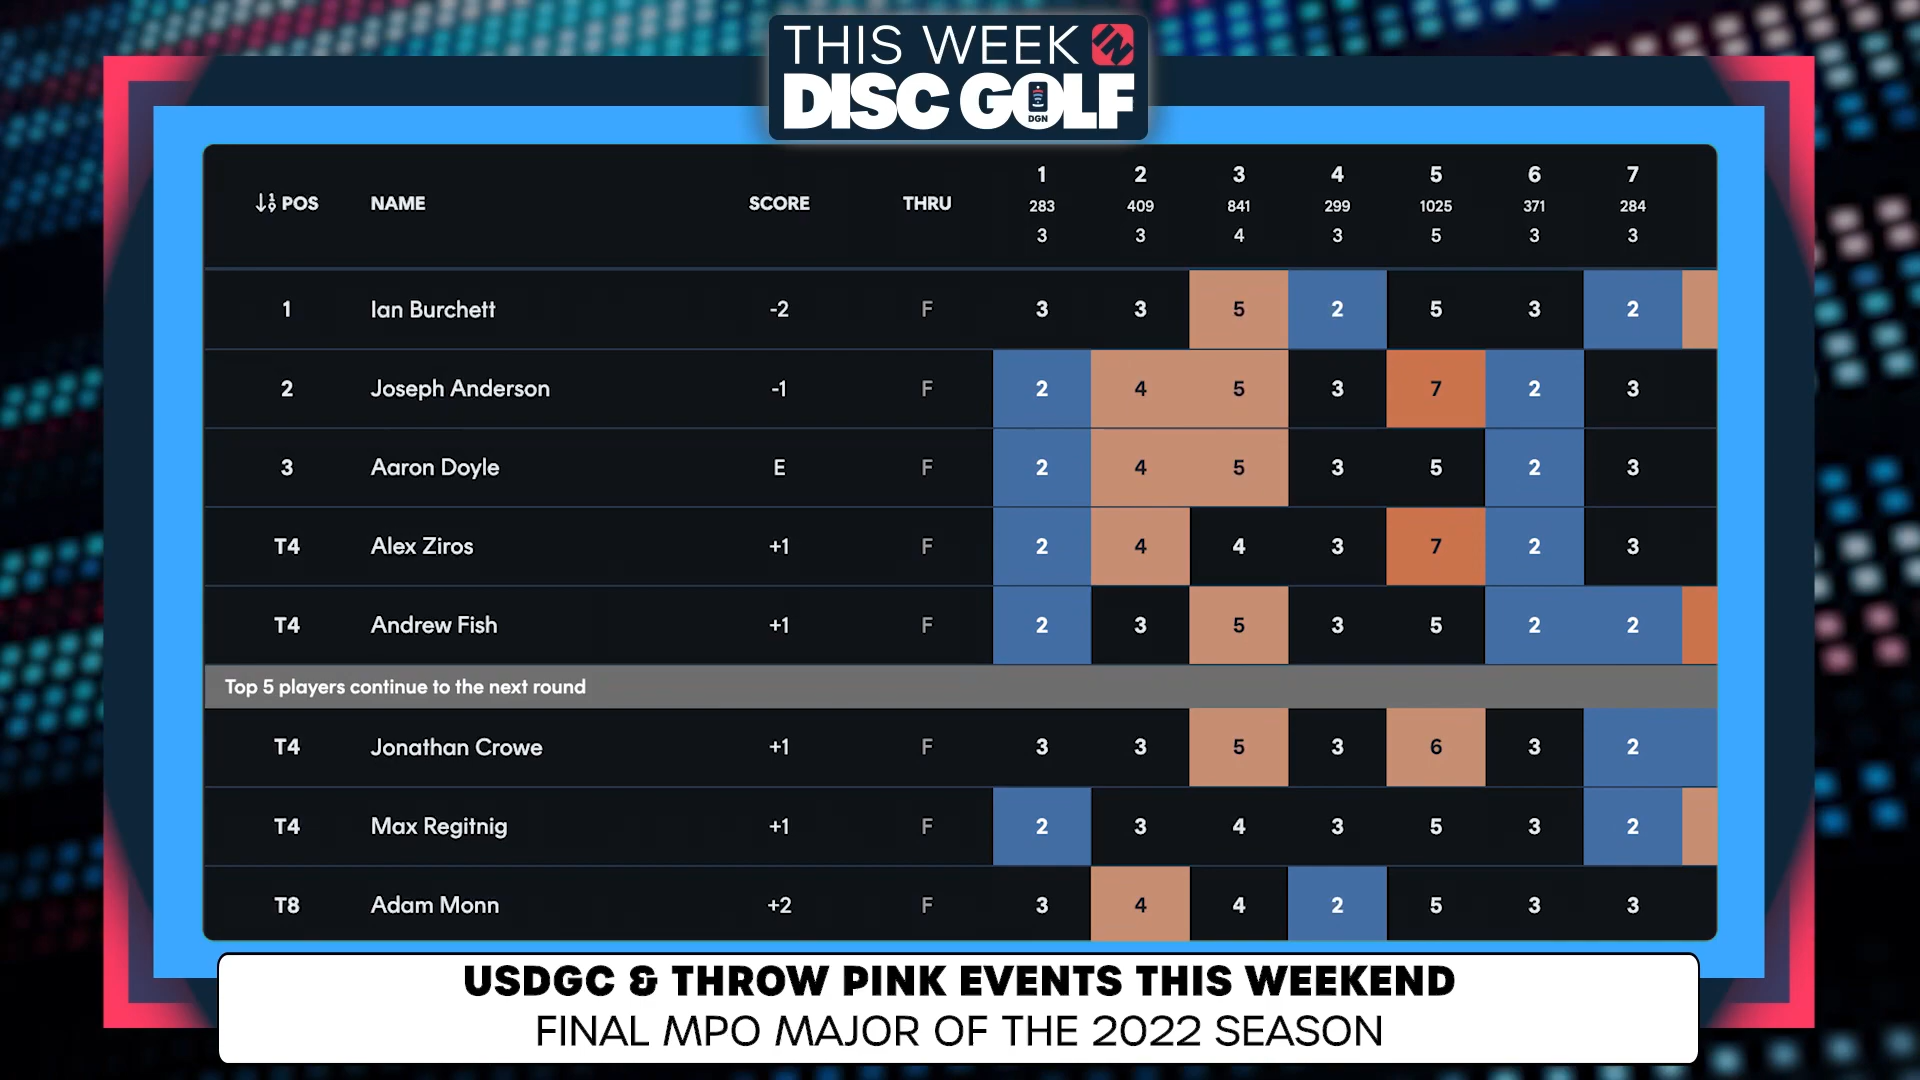 THIS WEEK IN
DISC GOLF
DGN
POS NAME SCORE THRU 1 2 3 4 5 6 7
283 409 841 299 1025 371 284
3 3 4 3 5 3 3
1 Ian Burchett -2 F 3 3 5 2 5 3 2
2 Joseph Anderson -1 F 2 4 5 3 7 2 3
3 Aaron Doyle E F 2 4 5 3 5 2 3
T4 Alex Ziros +1 F 2 4 4 3 7 2 3
T4 Andrew Fish +1 F 2 3 5 3 5 2 2
Top 5 players continue to the next round
T4 Jonathan Crowe +1 F 3 3 5 3 6 3 2
T4 Max Regitnig +1 F 2 3 4 3 5 3 2
T8 Adam Monn +2 F 3 4 4 2 5 3 3
USDGC & THROW PINK EVENTS THIS WEEKEND
FINAL MPO MAJOR OF THE 2022 SEASON